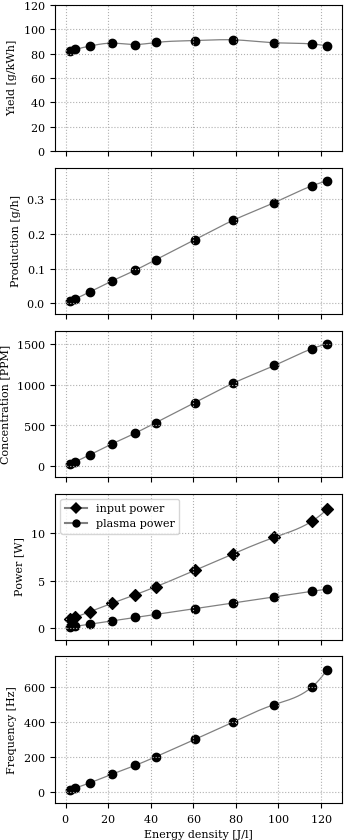 120
100
80
60
40
20
0
Yield [g/kWh]
0.3
0.2
0.1
0.0
Production [g/h]
1500
1000
500
0
Concentration [PPM]
input power
plasma power
10
5
0
Power [W]
600
400
200
0
Frequency [Hz]
0 20 40 60 80 100 120
Energy density [J/l]